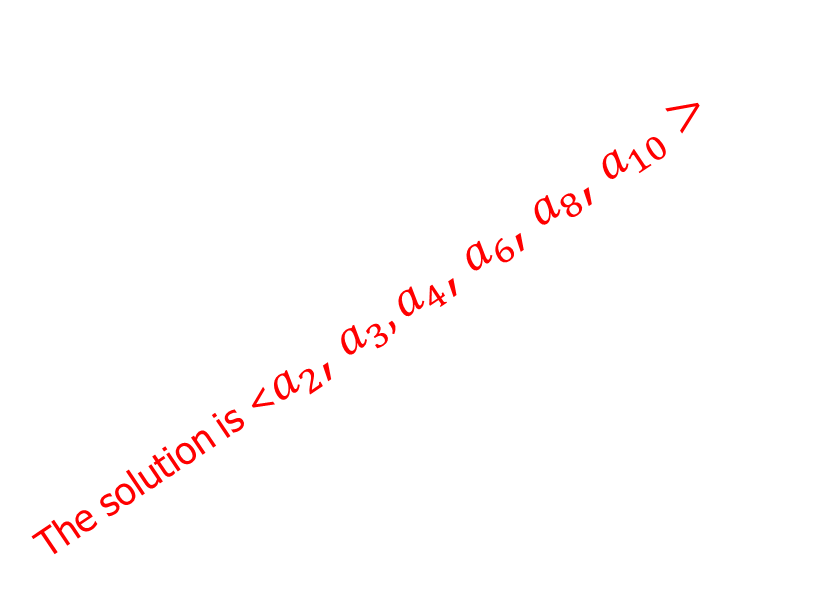 The solution is <a₂, a₃,a₄, a₆, a₈, a₁₀ >